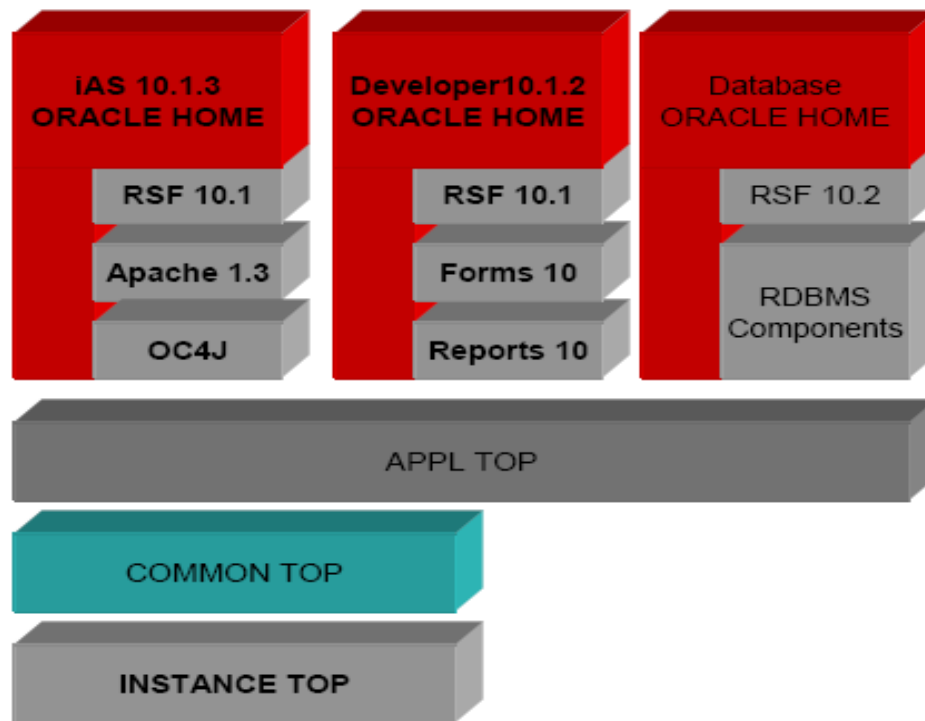 iAS 10.1.3
ORACLE HOME
RSF 10.1
Apache 1.3
OC4J
Developer10.1.2
ORACLE HOME
RSF 10.1
Forms 10
Reports 10
Database
ORACLE HOME
RSF 10.2
RDBMS
Components
APPL TOP
COMMON TOP
INSTANCE TOP